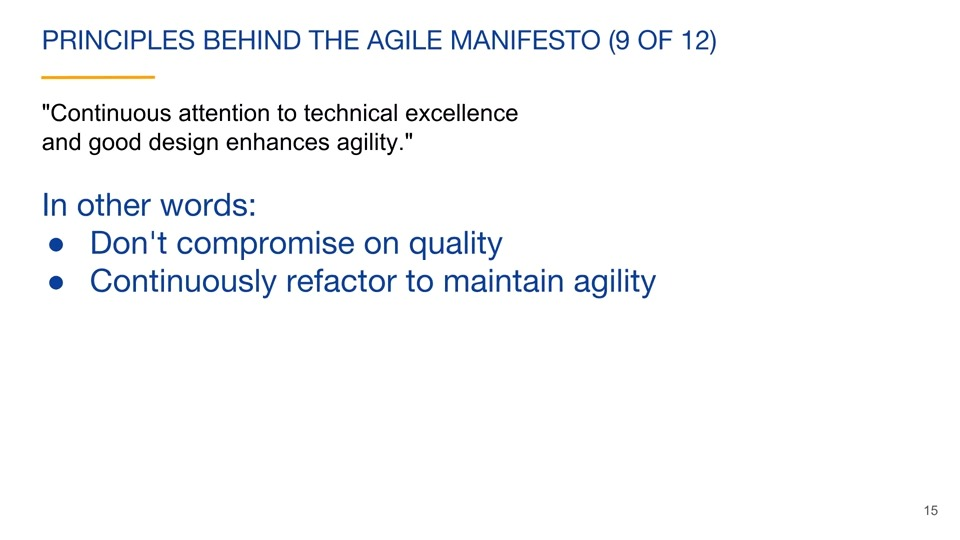 PRINCIPLES BEHIND THE AGILE MANIFESTO (9 OF 12)
"Continuous attention to technical excellence
and good design enhances agility."
In other words:
● Don't compromise on quality
● Continuously refactor to maintain agility
15